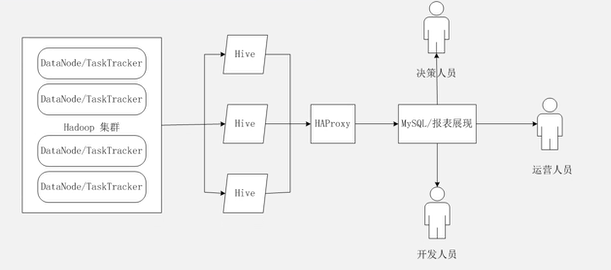 DataNode/TaskTracker
DataNode/TaskTracker
Hadoop 集群
DataNode/TaskTracker
DataNode/TaskTracker
Hive
Hive
Hive
HAProxy
MySQL/报表展现
决策人员
运营人员
开发人员